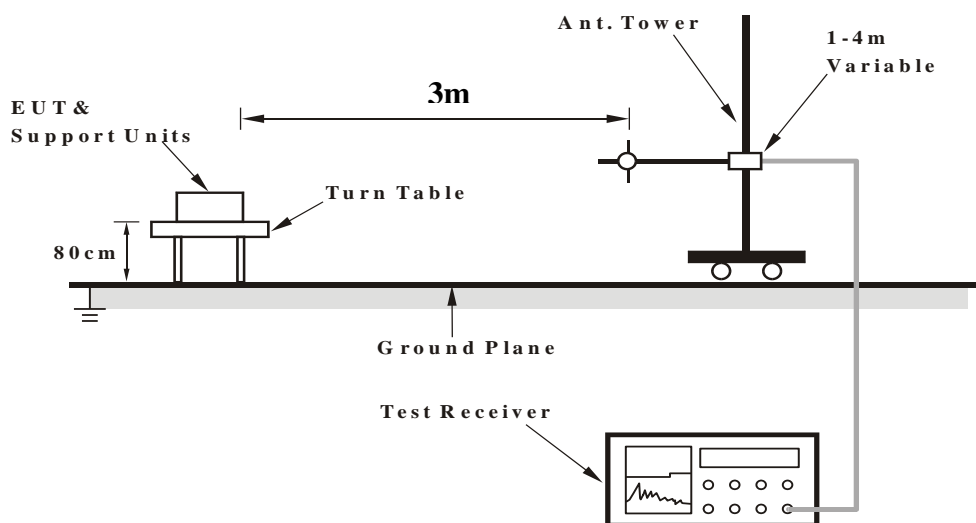 Ant. Tower
1-4m
Variable
3m
EUT&
Support Units
Turn Table
80cm
Ground Plane
Test Receiver